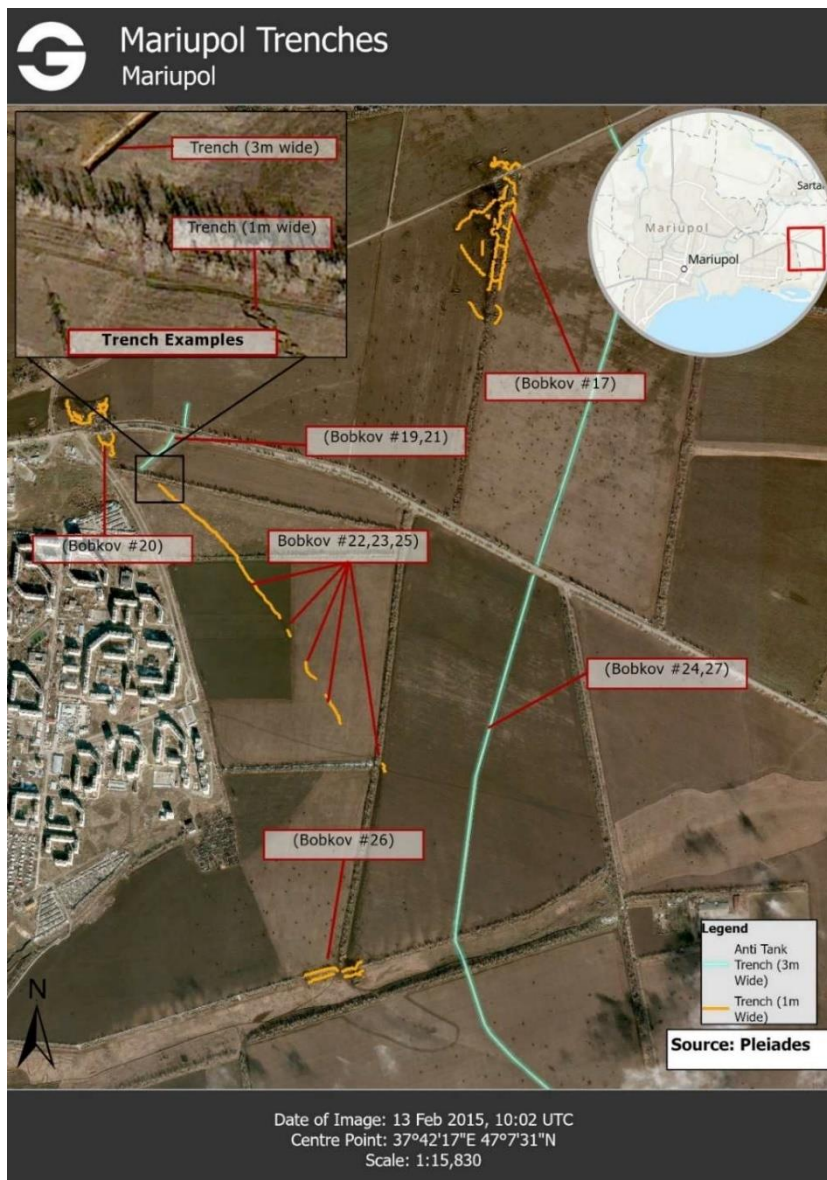 Mariupol Trenches
Mariupol
Trench (3m wide)
Trench (1m wide)
Trench Examples
Sarta
Mariupol
Mariupol
(Bobkov #17)
(Bobkov #19,21)
(Bobkov #20)
Bobkov #22,23,25)
(Bobkov #24,27)
(Bobkov #26)
Legend
Anti Tank
Trench (3m
Wide)
Trench (1m
Wide)
N
Source: Pleiades
Date of Image: 13 Feb 2015, 10:02 UTC
Centre Point: 37°42'17"E 47°7'31"N
Scale: 1:15,830